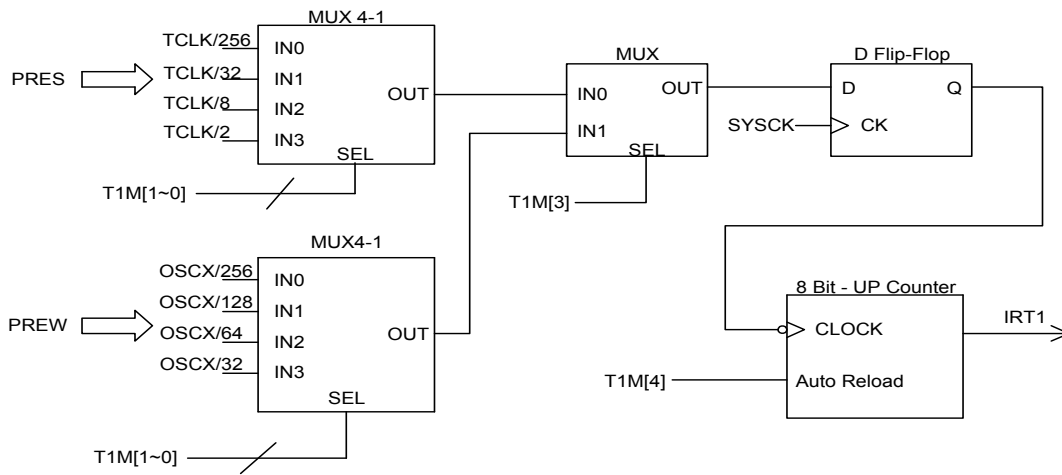 MUX 4-1
TCLK/256
IN0
PRES
TCLK/32
IN1
TCLK/8
IN2
TCLK/2
IN3
OUT
SEL
T1M[1~0]
MUX
IN0
OUT
IN1
SEL
T1M[3]
D Flip-Flop
D
Q
SYSCK
CK
MUX4-1
OSCX/256
IN0
OSCX/128
IN1
PREW
OSCX/64
IN2
OSCX/32
IN3
OUT
SEL
T1M[1~0]
8 Bit - UP Counter
CLOCK
IRT1
T1M[4]
Auto Reload